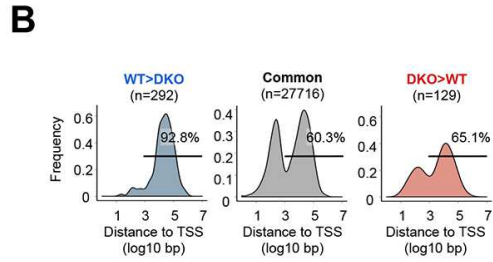 B
WT>DKO
(n=292)
Frequency
0.6
0.4
0.2
0
92.8%
1 3 5 7
Distance to TSS
(log10 bp)
Common
(n=27716)
0.4
0.3
0.2
0.1
0
60.3%
1 3 5 7
Distance to TSS
(log10 bp)
DKO>WT
(n=129)
0.6
0.4
0.2
0
65.1%
1 3 5 7
Distance to TSS
(log10 bp)